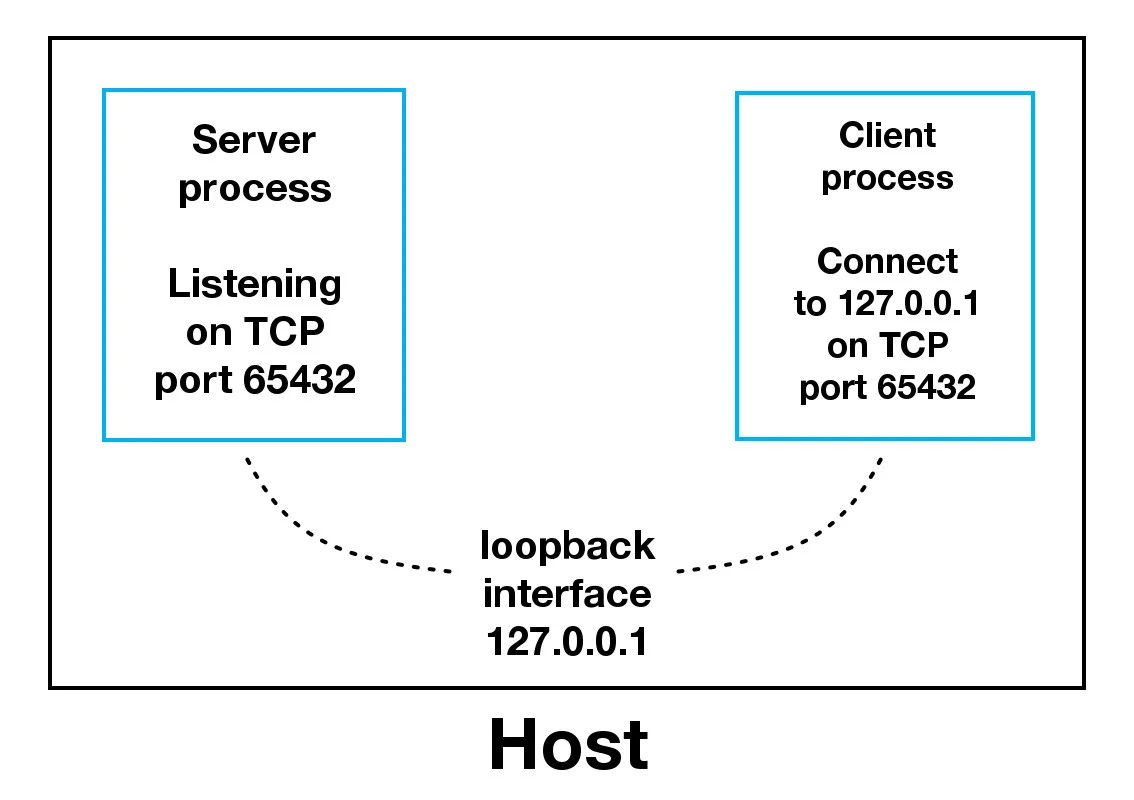 Server
process
Listening
on TCP
port 65432
Client
process
Connect
to 127.0.0.1
on TCP
port 65432
loopback
interface
127.0.0.1
Host